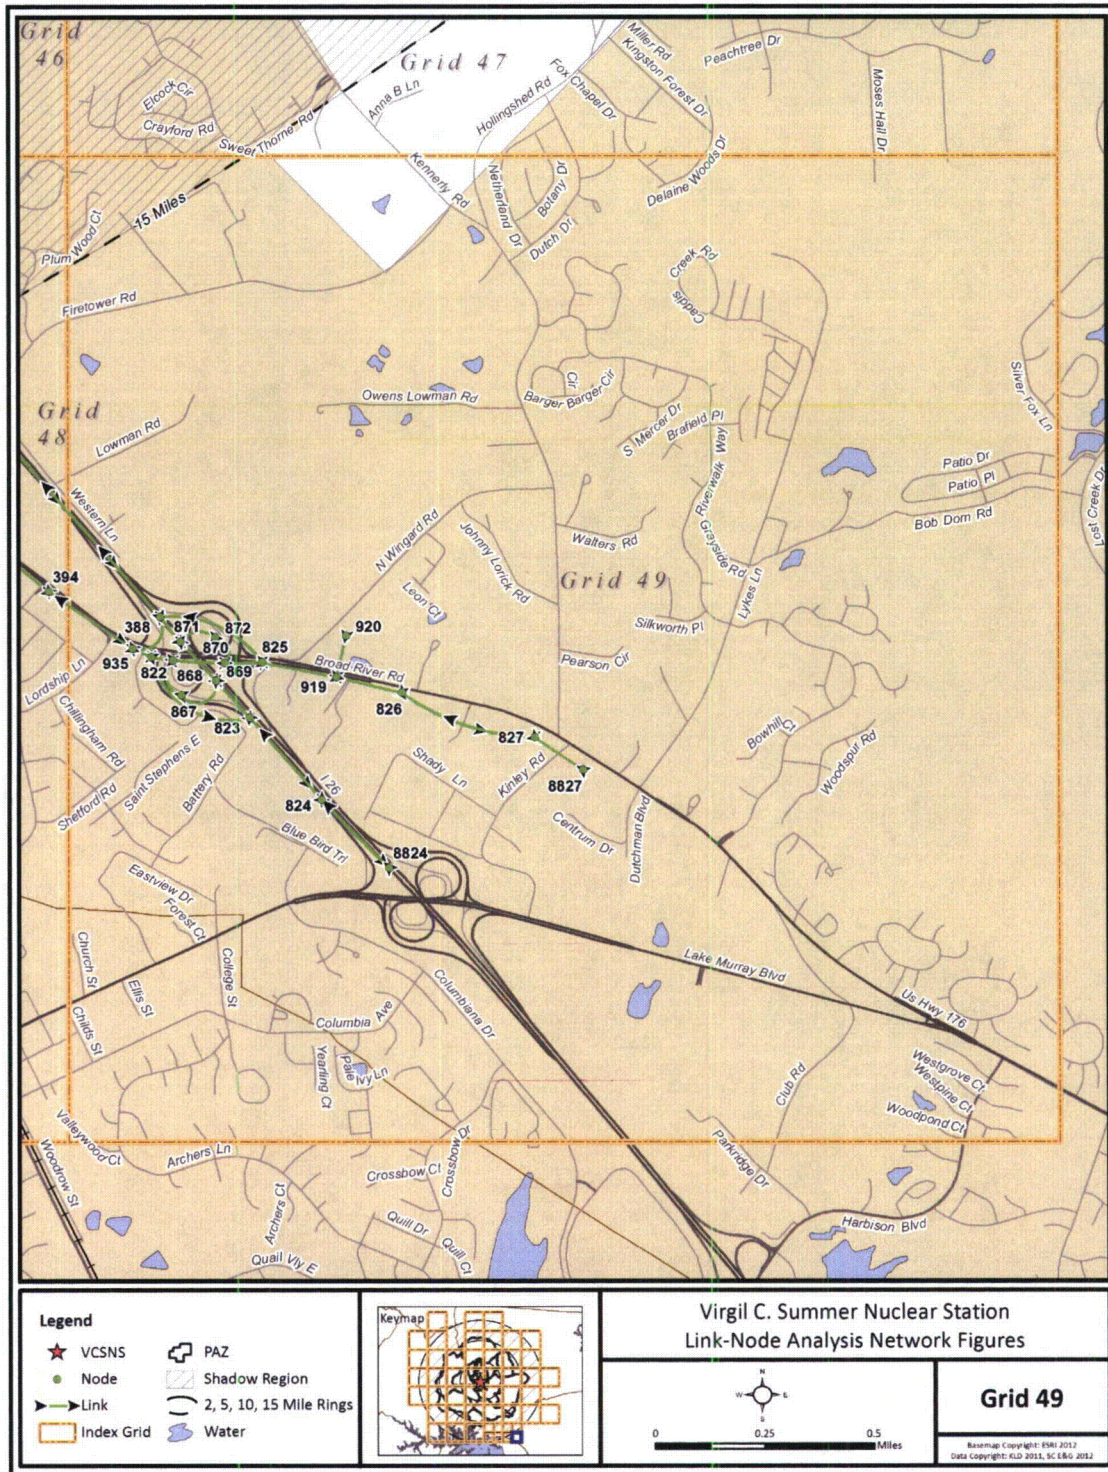 Grid
46
Grid 47
Miller Rd
Kingston Forest Dr
Peachtree Dr
Fox Chapel Dr
Anna B Ln
Elcock Cir
Crayford Rd
Sweet Thorne Rd
Hollingshed Rd
Moses Hall Dr
Kennerly Rd
Netherland Dr
Botany Dr
Delaine Woods Dr
Dutch Dr
15 Miles
Plum Wood Ct
Creek Rd
Caddis
Firetower Rd
Silver Fox Ln
Cir
Barger
Barger Cir
Owens Lowman Rd
Grid
48
S Mercer Dr
Brafield Pl
Lowman Rd
Riverwalk Way
Patio Dr
Patio Pl
Lost Creek Dr
Bob Dorn Rd
Western Ln
N Wingard Rd
Johnny Lorick Rd
Walters Rd
Grayside Rd
Grid 49
Lykes Ln
394
Leon Ct
388
871
872
920
Silkworth Pl
870
825
Broad River Rd
Pearson Cir
935
822
868
869
919
Lordship Ln
867
826
823
827
Chillingham Rd
Saint Stephens E
Battery Rd
Shady Ln
Kinley Rd
8827
Bowhill Ct
Woodspur Rd
Shetford Rd
I 26
824
Centrum Dr
Dutchman Blvd
Blue Bird Trl
8824
Eastview Dr
Forest Ct
Church St
College St
Lake Murray Blvd
Ellis St
Columbiana Dr
Us Hwy 176
Childs St
Columbia Ave
Yearling Ct
Pale
Ivy Ln
Westgrove Ct
Westpine Ct
Club Rd
Woodpond Ct
Valleywood Ct
Archers Ln
Crossbow Dr
Parkridge Dr
Woodrow St
Crossbow Ct
Archers Ct
Quill Dr
Quill Ct
Harbison Blvd
Quail Vly E
Legend
VCSNS
PAZ
Node
Shadow Region
Link
2, 5, 10, 15 Mile Rings
Index Grid
Water
Keymap
Virgil C. Summer Nuclear Station
Link-Node Analysis Network Figures
N
W
E
S
0
0.25
0.5
Miles
Grid 49
Basemap Copyright: ESRI 2012
Data Copyright: KLD 2011, SC E&G 2012